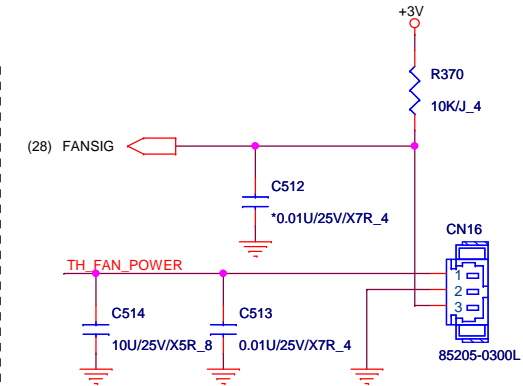 +3V
R370
10K/J_4
(28) FANSIG
C512
*0.01U/25V/X7R_4
CN16
TH_FAN_POWER
1
2
3
C514
C513
10U/25V/X5R_8
0.01U/25V/X7R_4
85205-0300L